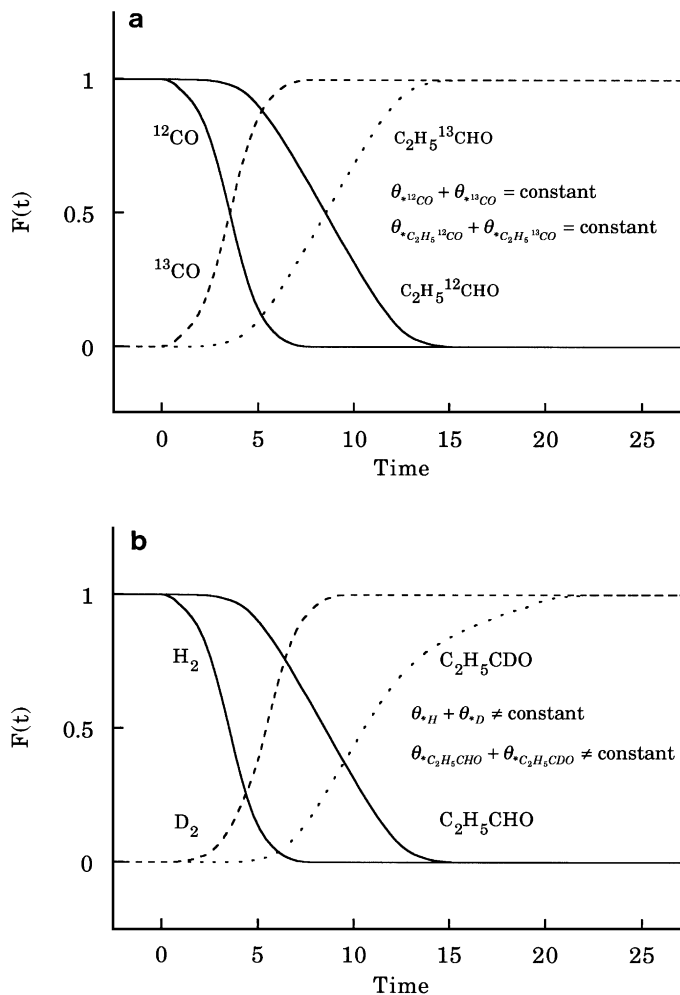 a
1
¹²CO
C₂H₅¹³CHO
θ*¹²CO + θ*¹³CO = constant
F(t)
0.5
θ*C₂H₅¹²CO + θ*C₂H₅¹³CO = constant
¹³CO
C₂H₅¹²CHO
0
0 5 10 15 20 25
Time
b
1
H₂
C₂H₅CDO
θ*H + θ*D ≠ constant
F(t)
0.5
θ*C₂H₅CHO + θ*C₂H₅CDO ≠ constant
D₂
C₂H₅CHO
0
0 5 10 15 20 25
Time